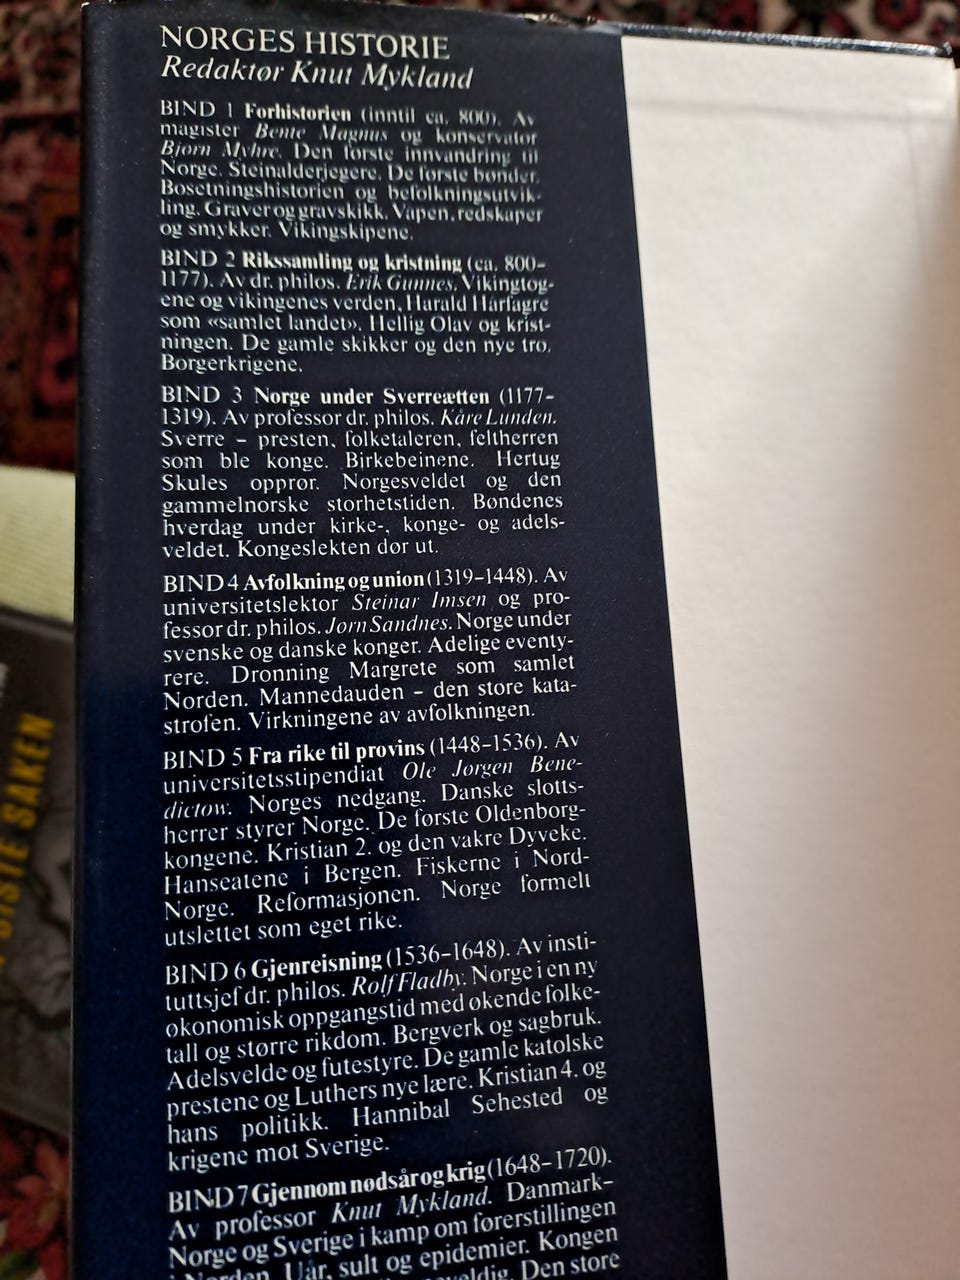 NORGES HISTORIE
Redaktør Knut Mykland
BIND 1 Forhistorien (inntil ca. 800). Av
magister Bente Magnus og konservator
Bjørn Myhre. Den første innvandring til
Norge. Steinalderjegere. De første bønder.
Bosetningshistorien og befolkningsutvik-
ling. Graver og gravskikk. Våpen, redskaper
og smykker. Vikingskipene.
BIND 2 Rikssamling og kristning (ca. 800–
1177). Av dr. philos. Erik Gunnes. Vikingtog-
ene og vikingenes verden. Harald Hårfagre
som «samlet landet». Hellig Olav og krist-
ningen. De gamle skikker og den nye tro.
Borgerkrigene.
BIND 3 Norge under Sverreætten (1177–
1319). Av professor dr. philos. Kåre Lunden.
Sverre – presten, folketaleren, feltherren
som ble konge. Birkebeinene. Hertug
Skules opprør. Norgesveldet og den
gammelnorske storhetstiden. Bøndenes
hverdag under kirke-, konge- og adels-
veldet. Kongeslekten dør ut.
BIND 4 Avfolkning og union (1319–1448). Av
universitetslektor Steinar Imsen og pro-
fessor dr. philos. Jørn Sandnes. Norge under
svenske og danske konger. Adelige eventy-
rere. Dronning Margrete som samlet
Norden. Mannedauden – den store kata-
strofen. Virkningene av avfolkningen.
BIND 5 Fra rike til provins (1448–1536). Av
universitetsstipendiat Ole Jørgen Bene-
dictow. Norges nedgang. Danske slotts-
herrer styrer Norge. De første Oldenborg-
kongene. Kristian 2. og den vakre Dyveke.
Hanseatene i Bergen. Fiskerne i Nord-
Norge. Reformasjonen. Norge formelt
utslettet som eget rike.
BIND 6 Gjenreisning (1536–1648). Av insti-
tuttsjef dr. philos. Rolf Fladby. Norge i en ny
økonomisk oppgangstid med økende folke-
tall og større rikdom. Bergverk og sagbruk.
Adelsvelde og futestyre. De gamle katolske
prestene og Luthers nye lære. Kristian 4. og
hans politikk. Hannibal Sehested og
krigene mot Sverige.
BIND 7 Gjennom nødsår og krig (1648–1720).
Av professor Knut Mykland. Danmark–
Norge og Sverige i kamp om førerstillingen
i Norden. Uår, sult og epidemier. Kongen
Den store
SISTE SAKEN